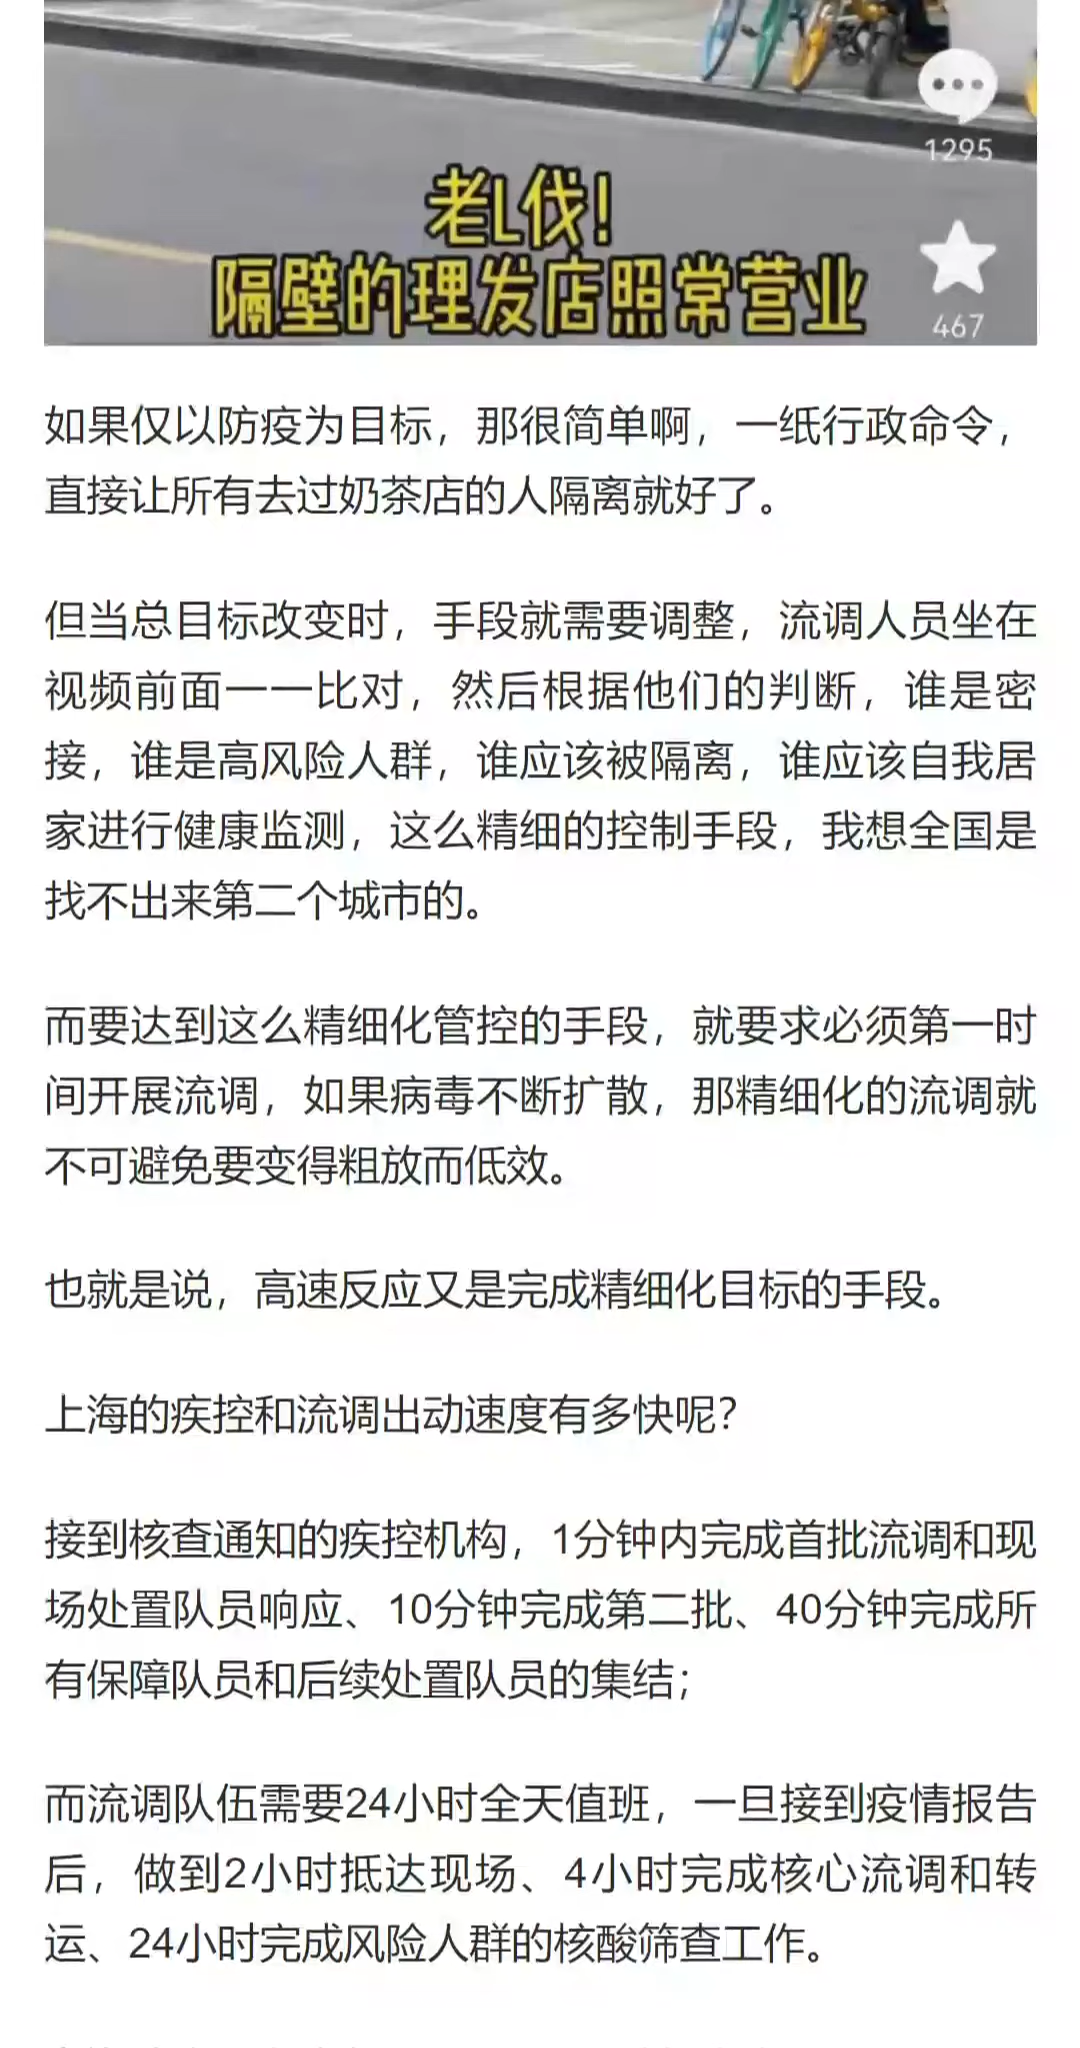 1295
老L伐!
隔壁的理发店照常营业
467
如果仅以防疫为目标，那很简单啊，一纸行政命令，
直接让所有去过奶茶店的人隔离就好了。
但当总目标改变时，手段就需要调整，流调人员坐在
视频前面一一比对，然后根据他们的判断，谁是密
接，谁是高风险人群，谁应该被隔离，谁应该自我居
家进行健康监测，这么精细的控制手段，我想全国是
找不出来第二个城市的。
而要达到这么精细化管控的手段，就要求必须第一时
间开展流调，如果病毒不断扩散，那精细化的流调就
不可避免要变得粗放而低效。
也就是说，高速反应又是完成精细化目标的手段。
上海的疾控和流调出动速度有多快呢？
接到核查通知的疾控机构，1分钟内完成首批流调和现
场处置队员响应、10分钟完成第二批、40分钟完成所
有保障队员和后续处置队员的集结；
而流调队伍需要24小时全天值班，一旦接到疫情报告
后，做到2小时抵达现场、4小时完成核心流调和转
运、24小时完成风险人群的核酸筛查工作。